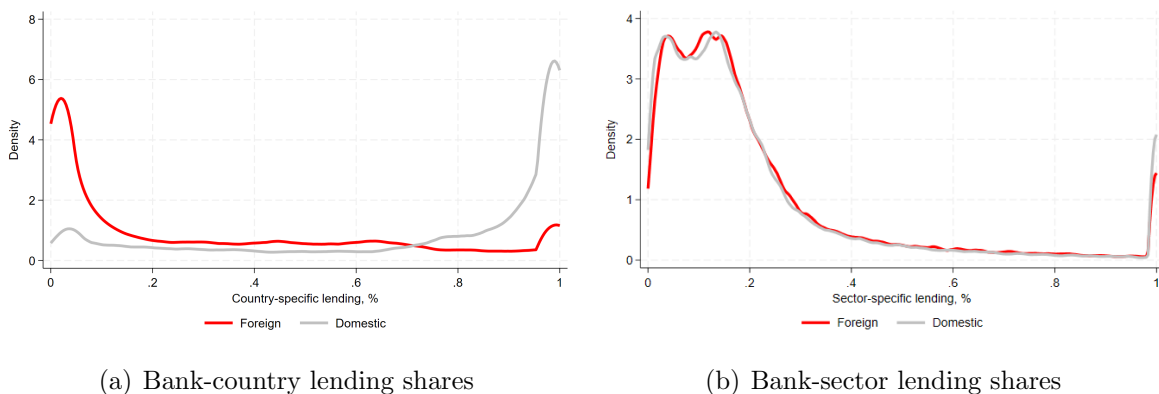 8
6
4
2
0
Density
0
.2
.4
.6
.8
1
Country-specific lending, %
Foreign
Domestic
(a) Bank-country lending shares
4
3
2
1
0
Density
0
.2
.4
.6
.8
1
Sector-specific lending, %
Foreign
Domestic
(b) Bank-sector lending shares